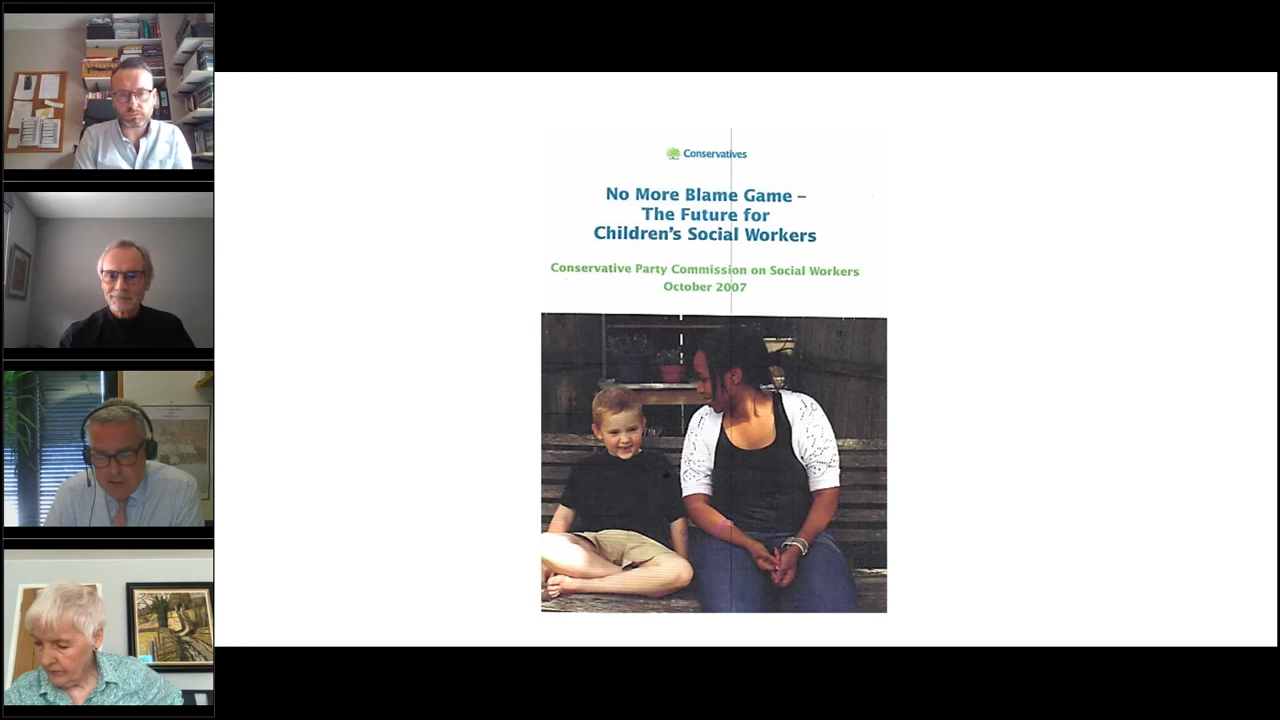 Conservatives
No More Blame Game –
The Future for
Children's Social Workers
Conservative Party Commission on Social Workers
October 2007